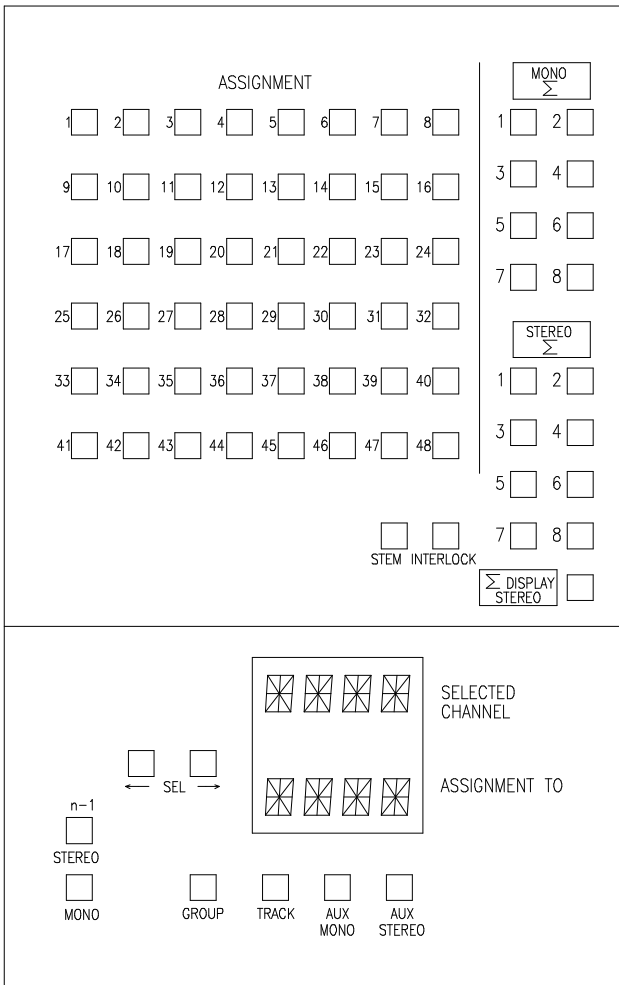 ASSIGNMENT
1 2 3 4 5 6 7 8
9 10 11 12 13 14 15 16
17 18 19 20 21 22 23 24
25 26 27 28 29 30 31 32
33 34 35 36 37 38 39 40
41 42 43 44 45 46 47 48
STEM INTERLOCK
MONO
Σ
1 2
3 4
5 6
7 8
STEREO
Σ
1 2
3 4
5 6
7 8
Σ DISPLAY
STEREO
SELECTED
CHANNEL
← SEL →
ASSIGNMENT TO
n-1
STEREO
MONO
GROUP
TRACK
AUX
MONO
AUX
STEREO